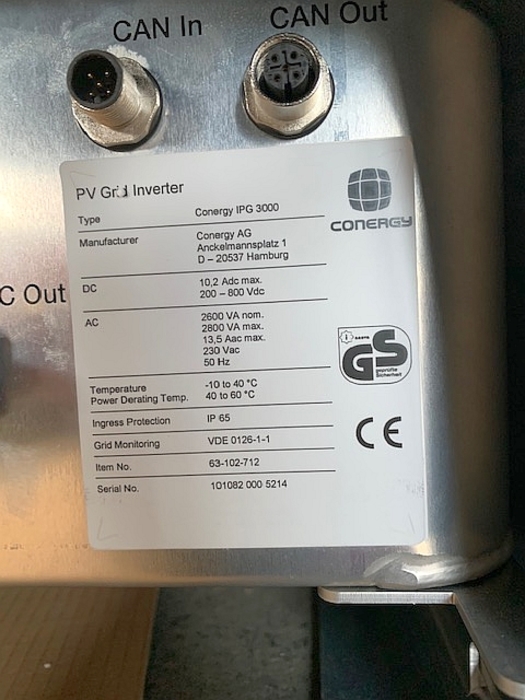 CAN In
CAN Out
PV Grid Inverter
Type Conergy IPG 3000
CONERGY
Manufacturer Conergy AG
Anckelmannsplatz 1
D – 20537 Hamburg
DC 10,2 Adc max.
200 – 800 Vdc
C Out
AC 2600 VA nom.
2800 VA max.
13,5 Aac max.
230 Vac
50 Hz
GS
geprüfte
Sicherheit
Temperature -10 to 40 °C
Power Derating Temp. 40 to 60 °C
Ingress Protection IP 65
CE
Grid Monitoring VDE 0126-1-1
Item No. 63-102-712
Serial No. 101082 000 5214